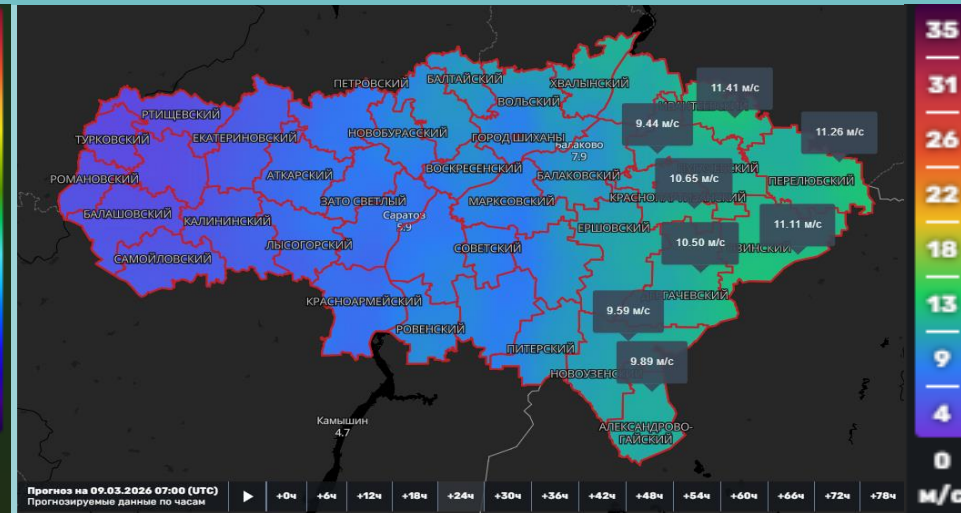 ПЕТРОВСКИЙ
БАЛТАЙСКИЙ
ХВАЛЫНСКИЙ
11.41 м/с
РТИЩЕВСКИЙ
ВОЛЬСКИЙ
9.44 м/с
11.26 м/с
ТУРКОВСКИЙ
ЕКАТЕРИНОВСКИЙ
НОВОБУРАССКИЙ
ГОРОД ШИХАНЫ
Балаково
7.9
РОМАНОВСКИЙ
АТКАРСКИЙ
ВОСКРЕСЕНСКИЙ
БАЛАКОВСКИЙ
10.65 м/с
ПЕРЕЛЮБСКИЙ
БАЛАШОВСКИЙ
КАЛИНИНСКИЙ
ЗАТО СВЕТЛЫЙ
Саратов
5.9
МАРКСОВСКИЙ
ЕРШОВСКИЙ
11.11 м/с
САМОЙЛОВСКИЙ
ЛЫСОГОРСКИЙ
СОВЕТСКИЙ
10.50 м/с
КРАСНОАРМЕЙСКИЙ
РОВЕНСКИЙ
9.59 м/с
ПИТЕРСКИЙ
9.89 м/с
Камышин
4.7
АЛЕКСАНДРОВО-
ГАЙСКИЙ
35
31
26
22
18
13
9
4
0
м/с
Прогноз на 09.03.2026 07:00 (UTC)
Прогнозируемые данные по часам
+0ч +6ч +12ч +18ч +24ч +30ч +36ч +42ч +48ч +54ч +60ч +66ч +72ч +78ч